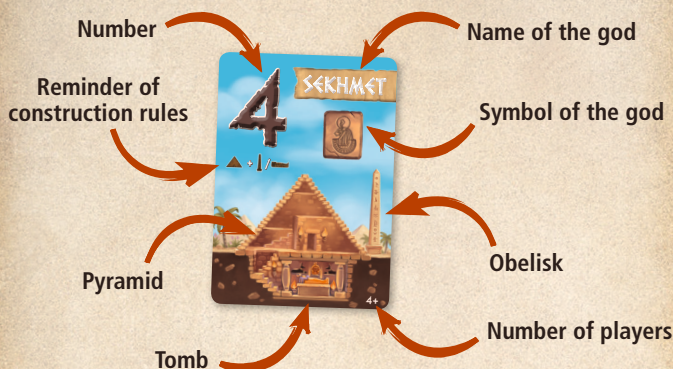 Number
Name of the god
4
SEKHMET
Reminder of
construction rules
Symbol of the god
Pyramid
Obelisk
4+
Number of players
Tomb